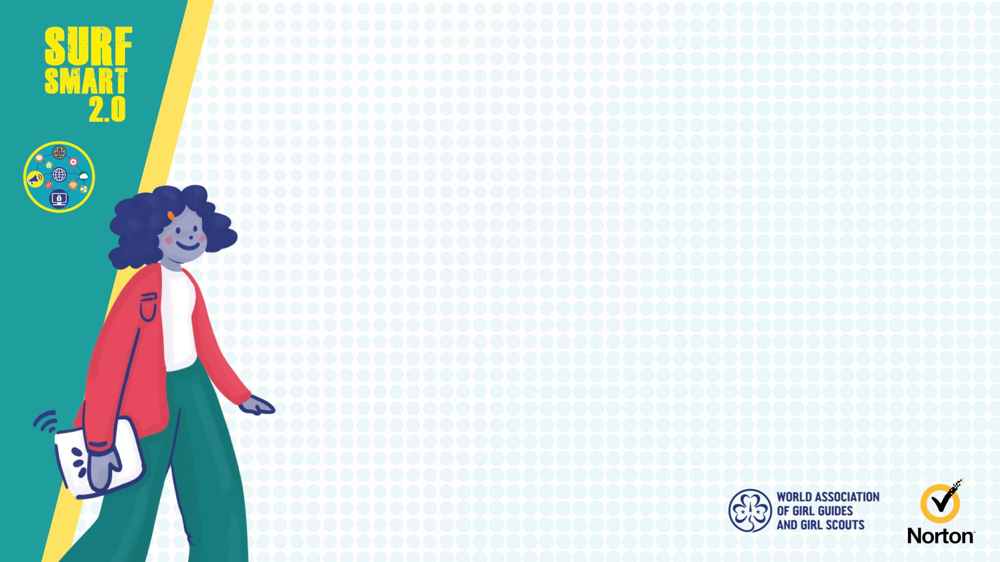 SURF
SMART
2.0
WORLD ASSOCIATION
OF GIRL GUIDES
AND GIRL SCOUTS
Norton